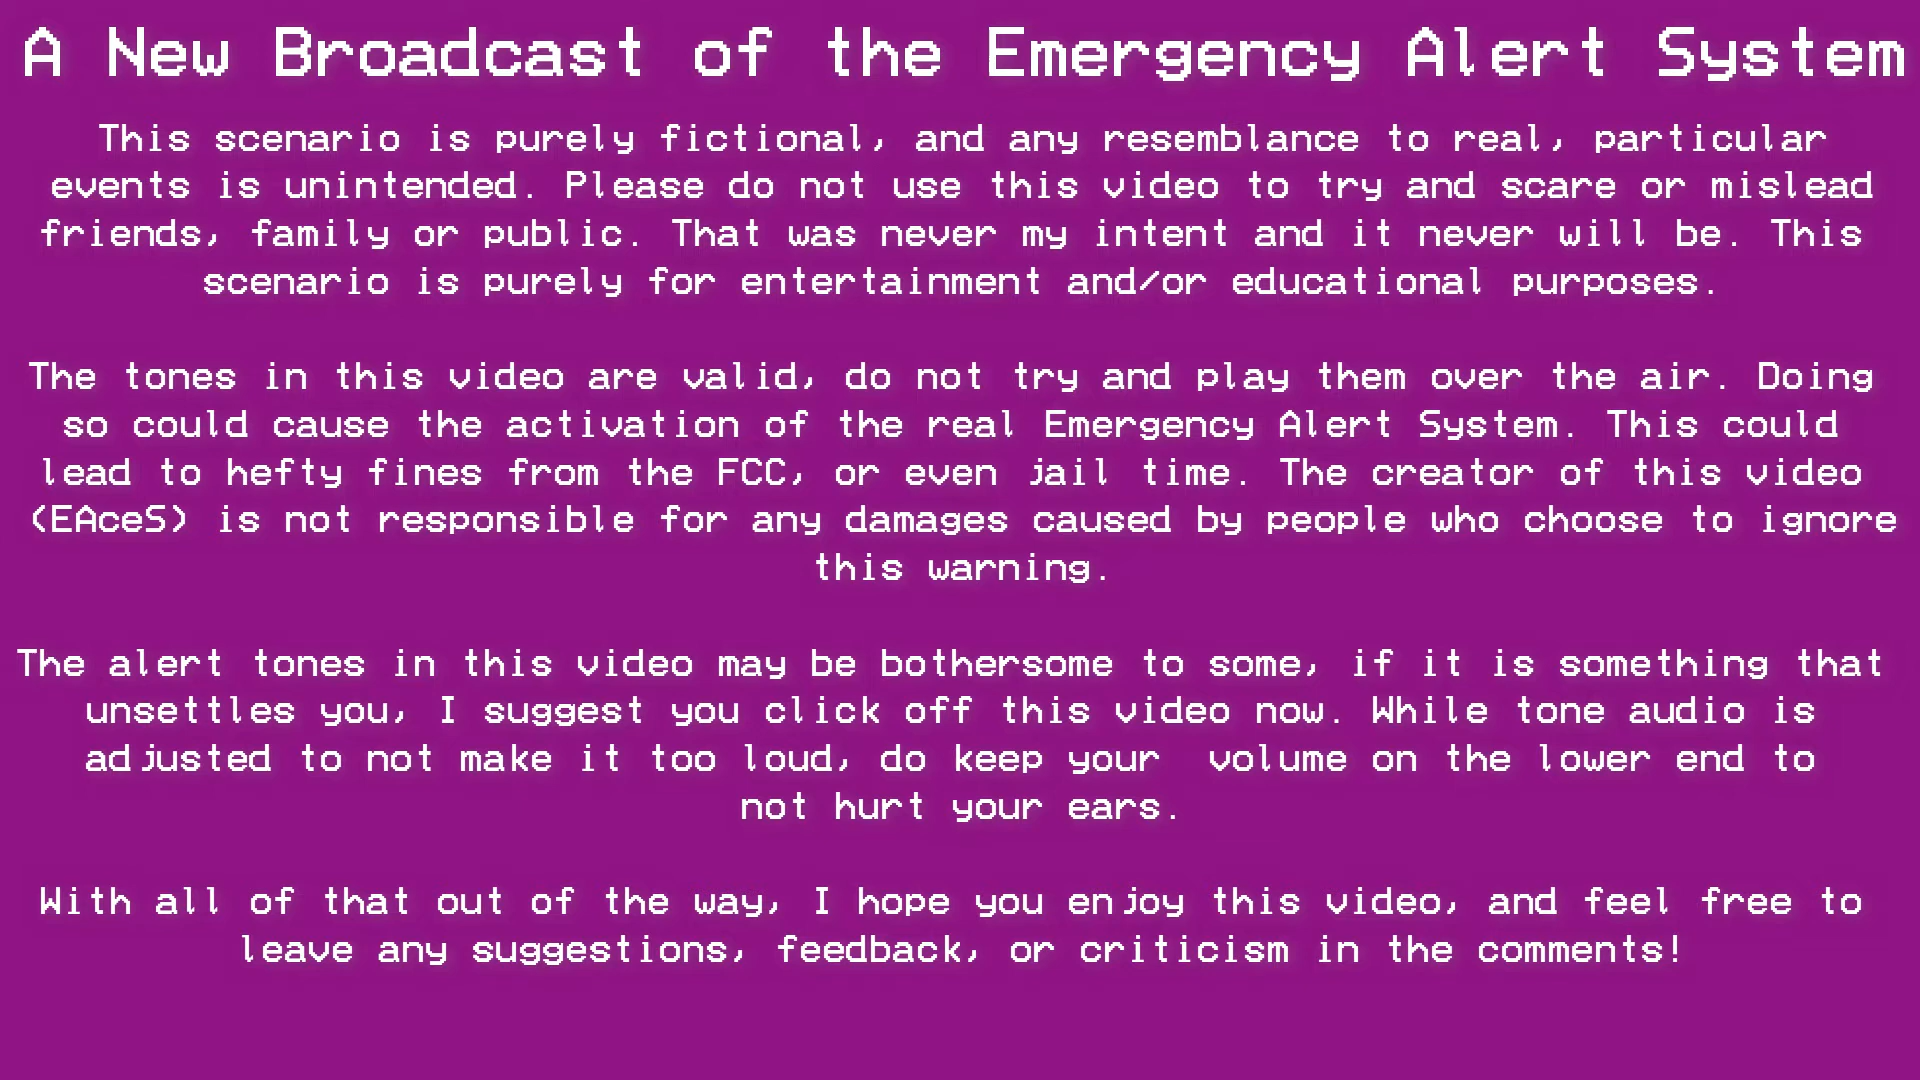 A New Broadcast of the Emergency Alert System
This scenario is purely fictional, and any resemblance to real, particular
events is unintended. Please do not use this video to try and scare or mislead
friends, family or public. That was never my intent and it never will be. This
scenario is purely for entertainment and/or educational purposes.
The tones in this video are valid, do not try and play them over the air. Doing
so could cause the activation of the real Emergency Alert System. This could
lead to hefty fines from the FCC, or even jail time. The creator of this video
(EAceS) is not responsible for any damages caused by people who choose to ignore
this warning.
The alert tones in this video may be bothersome to some, if it is something that
unsettles you, I suggest you click off this video now. While tone audio is
adjusted to not make it too loud, do keep your  volume on the lower end to
not hurt your ears.
With all of that out of the way, I hope you enjoy this video, and feel free to
leave any suggestions, feedback, or criticism in the comments!